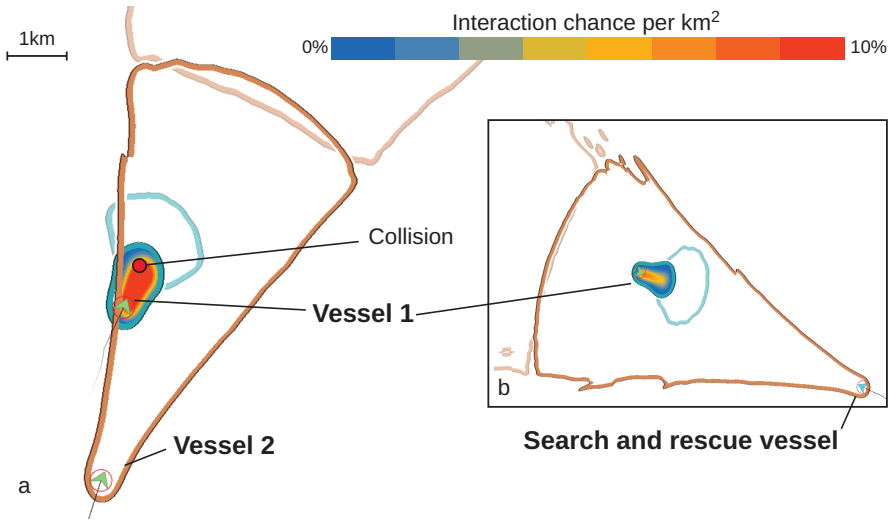 Interaction chance per km²
1km
0%
10%
Collision
Vessel 1
b
Vessel 2
Search and rescue vessel
a